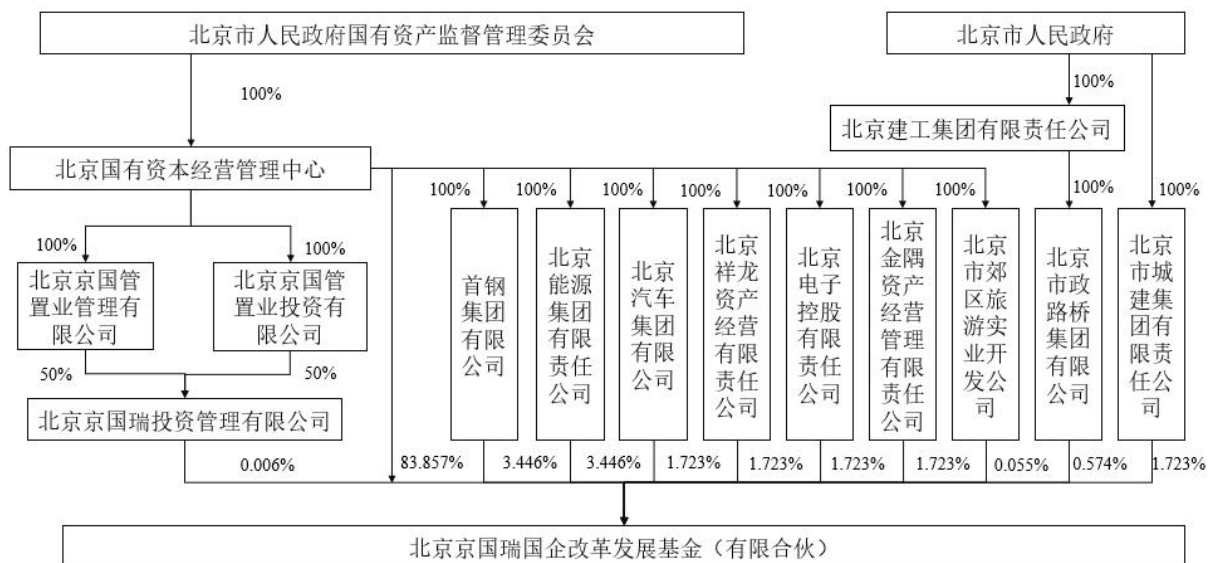 北京市人民政府国有资产监督管理委员会
北京市人民政府
100%
100%
北京建工集团有限责任公司
北京国有资本经营管理中心
100%
100%
100%
100%
100%
100%
100%
100%
100%
100%
100%
100%
北京京国管
置业管理有
限公司
北京京国管
置业投资有
限公司
首钢
集团
有限
公司
北京
能源
集团
有限
责任
公司
北京
汽车
集团
有限
公司
北京
祥龙
资产
经营
有限
责任
公司
北京
电子
控股
有限
责任
公司
北京
金隅
资产
经营
管理
有限
责任
公司
北京
市郊
区旅
游实
业开
发公
司
北京
市政
路桥
集团
有限
公司
北京
市城
建集
团有
限责
任公
司
50%
50%
北京京国瑞投资管理有限公司
0.006%
83.857%
3.446%
3.446%
1.723%
1.723%
1.723%
1.723%
0.055%
0.574%
1.723%
北京京国瑞国企改革发展基金（有限合伙）